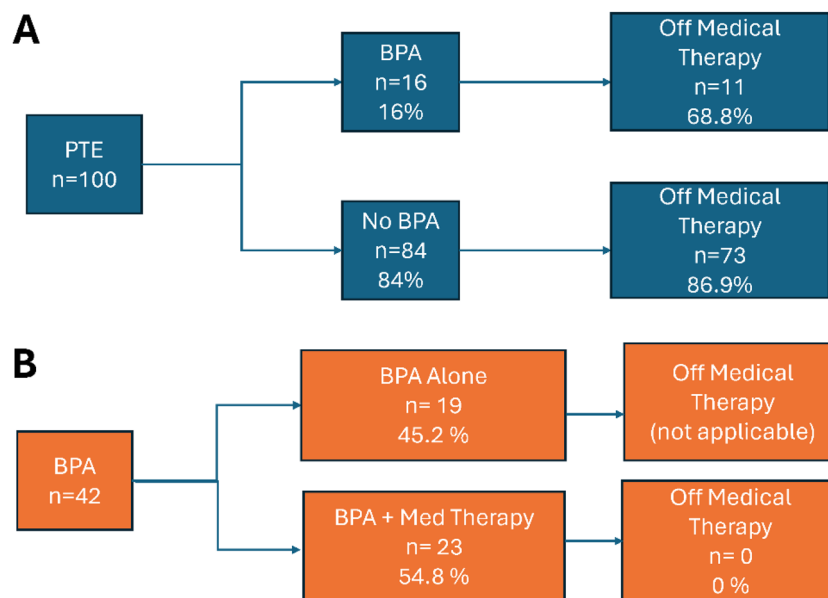 A
PTE
n=100
BPA
n=16
16%
Off Medical
Therapy
n=11
68.8%
No BPA
n=84
84%
Off Medical
Therapy
n=73
86.9%
B
BPA
n=42
BPA Alone
n= 19
45.2 %
Off Medical
Therapy
(not applicable)
BPA + Med Therapy
n= 23
54.8 %
Off Medical
Therapy
n= 0
0 %